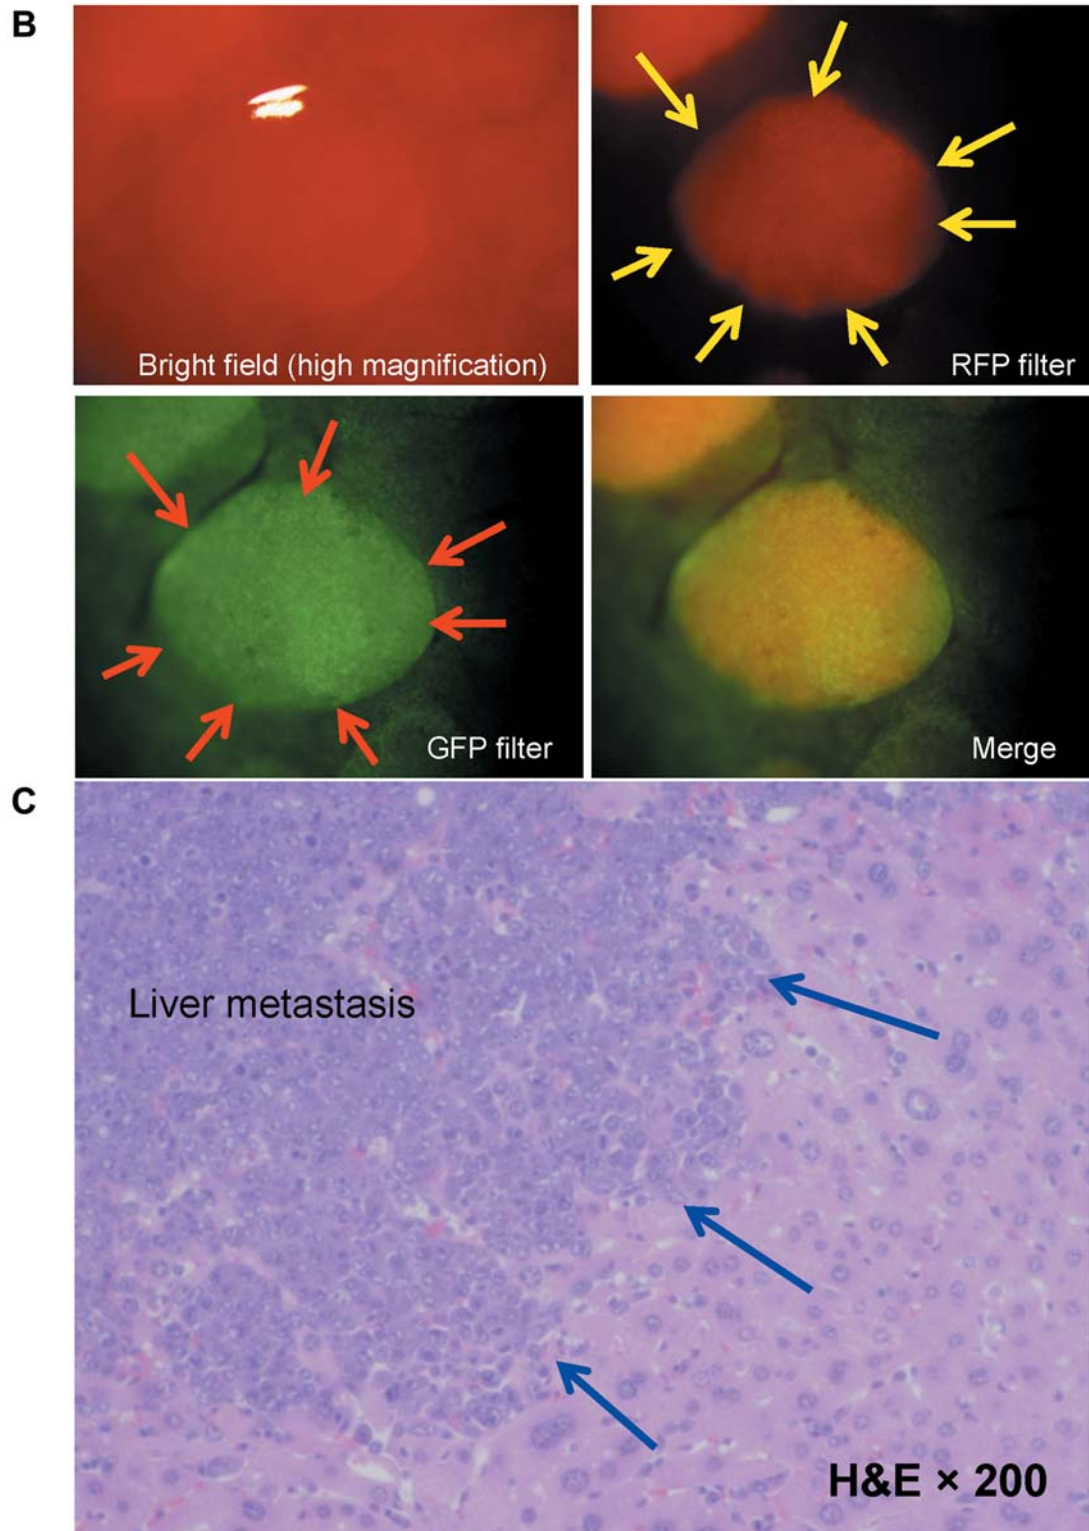 B
Bright field (high magnification)
RFP filter
GFP filter
Merge
C
Liver metastasis
H&E × 200